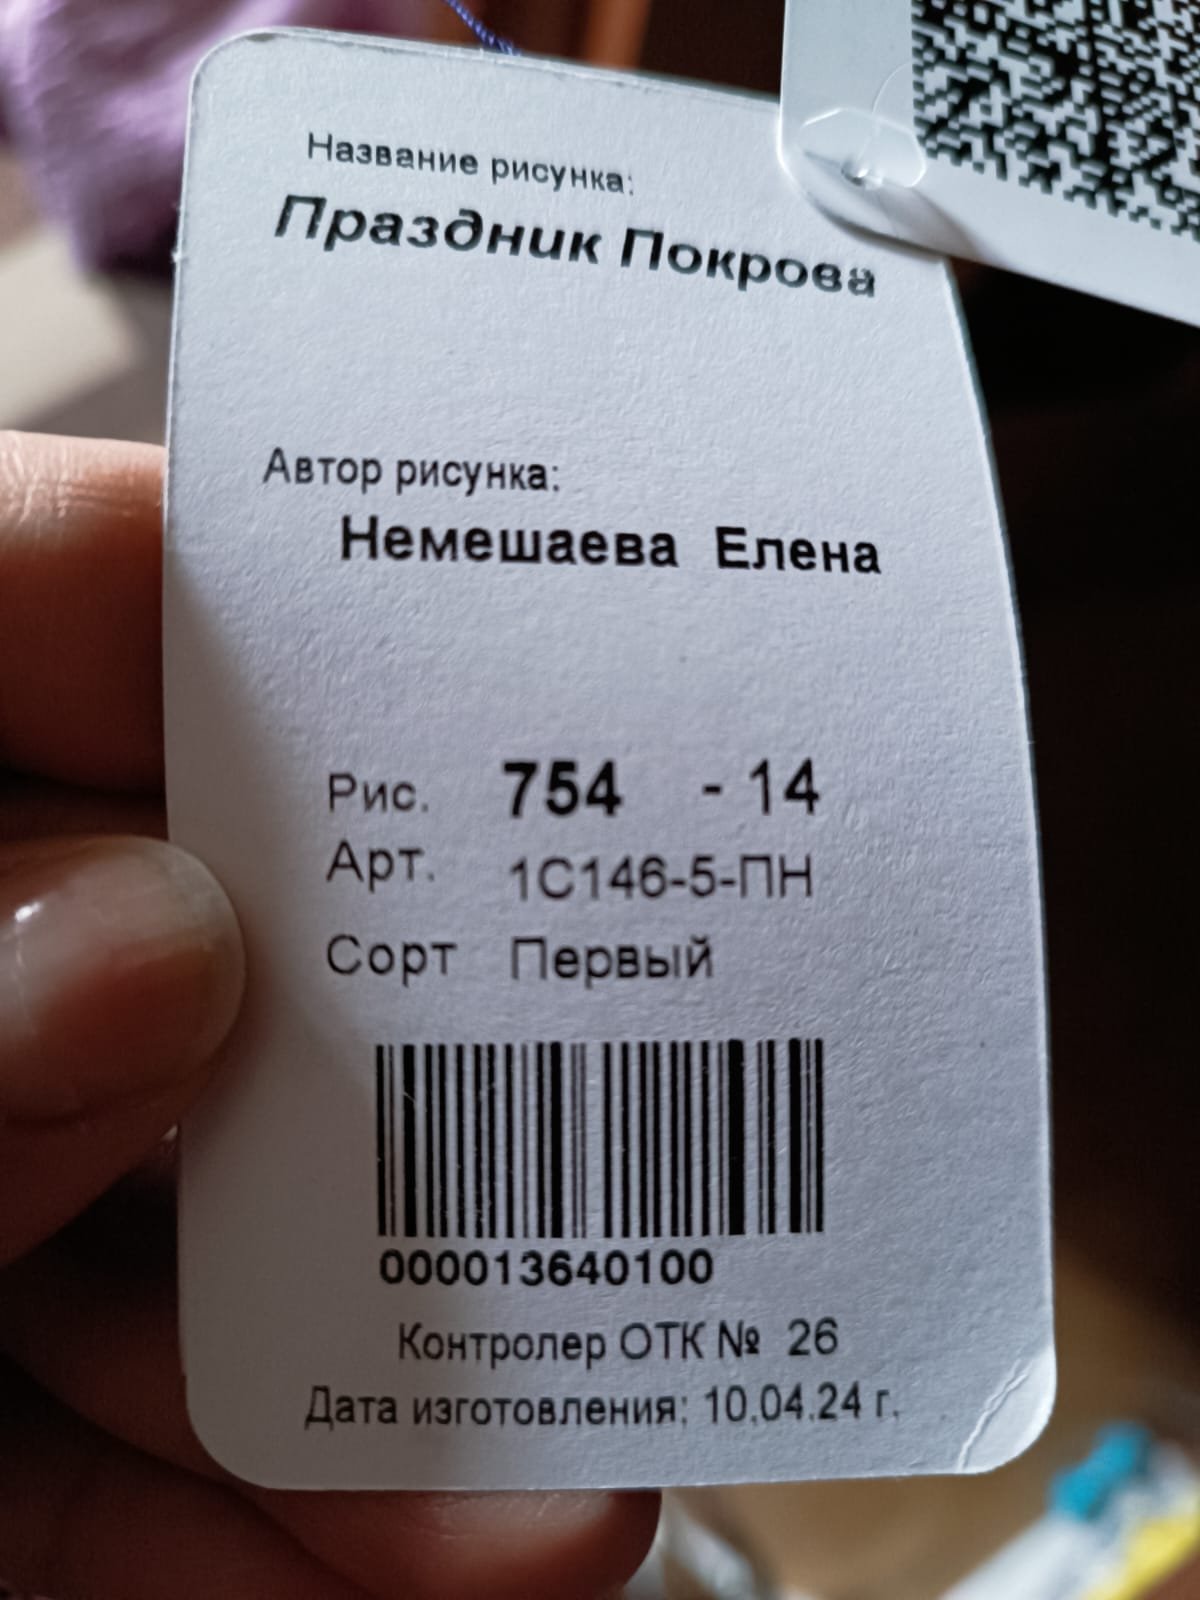 Название рисунка:
Праздник Покрова
Автор рисунка:
Немешаева Елена
Рис. 754 - 14
Арт. 1С146-5-ПН
Сорт Первый
000013640100
Контролер ОТК № 26
Дата изготовления: 10.04.24 г.